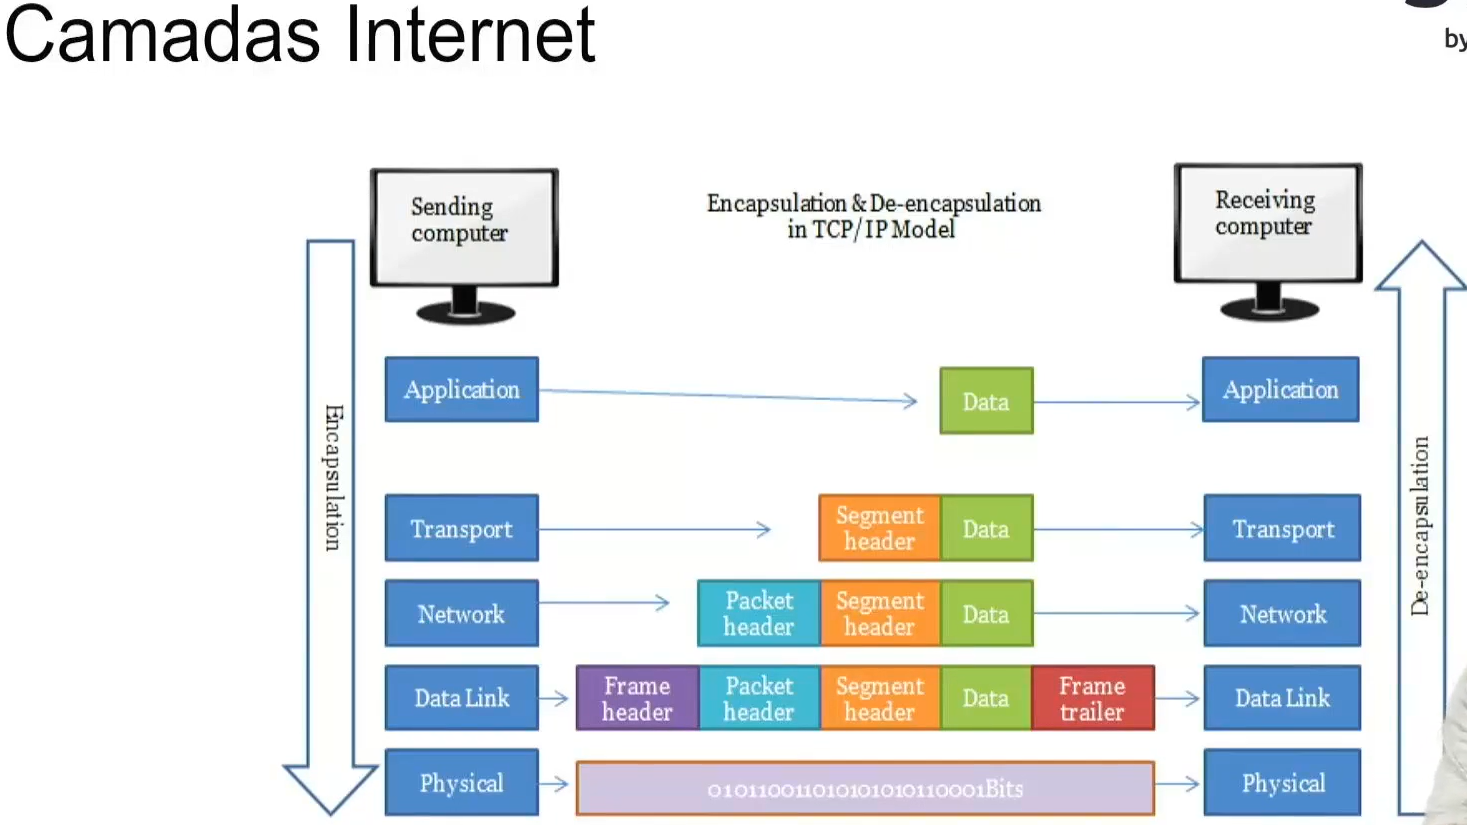 Camadas Internet
by
Sending
computer
Encapsulation & De-encapsulation
in TCP/IP Model
Receiving
computer
Encapsulation
De-encapsulation
Application
Data
Application
Transport
Segment
header
Data
Transport
Network
Packet
header
Segment
header
Data
Network
Data Link
Frame
header
Packet
header
Segment
header
Data
Frame
trailer
Data Link
Physical
0101100110101010101100001Bits
Physical